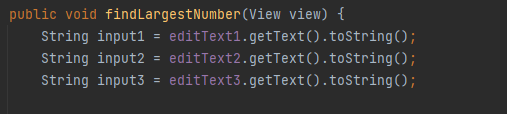 public void findLargestNumber(View view) {
    String input1 = editText1.getText().toString();
    String input2 = editText2.getText().toString();
    String input3 = editText3.getText().toString();